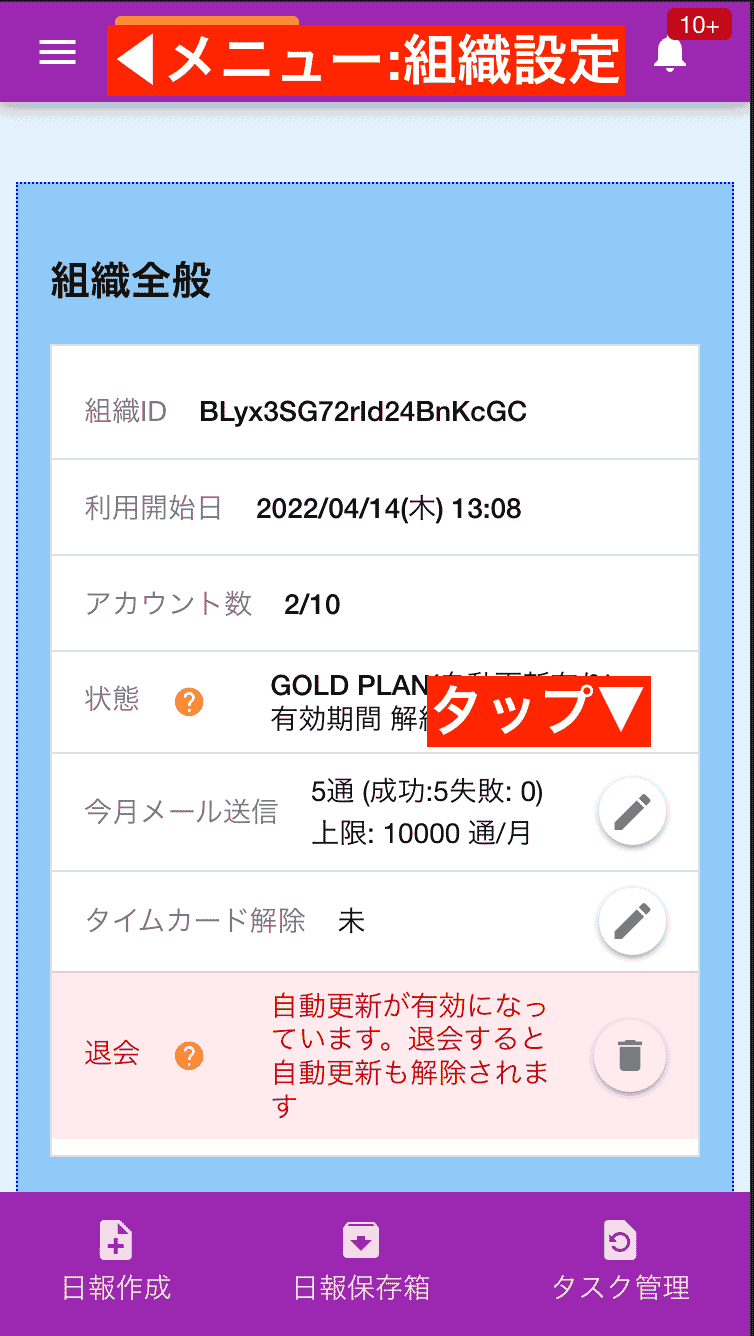 10+
◀メニュー:組織設定
組織全般
組織ID BLyx3SG72rId24BnKcGC
利用開始日 2022/04/14(木) 13:08
アカウント数 2/10
状態 ? GOLD PLAN
有効期間
タップ▼
今月メール送信 5通 (成功:5失敗: 0)
上限: 10000 通/月
タイムカード解除 未
退会 ? 自動更新が有効になっ
ています。退会すると
自動更新も解除されま
す
日報作成 日報保存箱 タスク管理